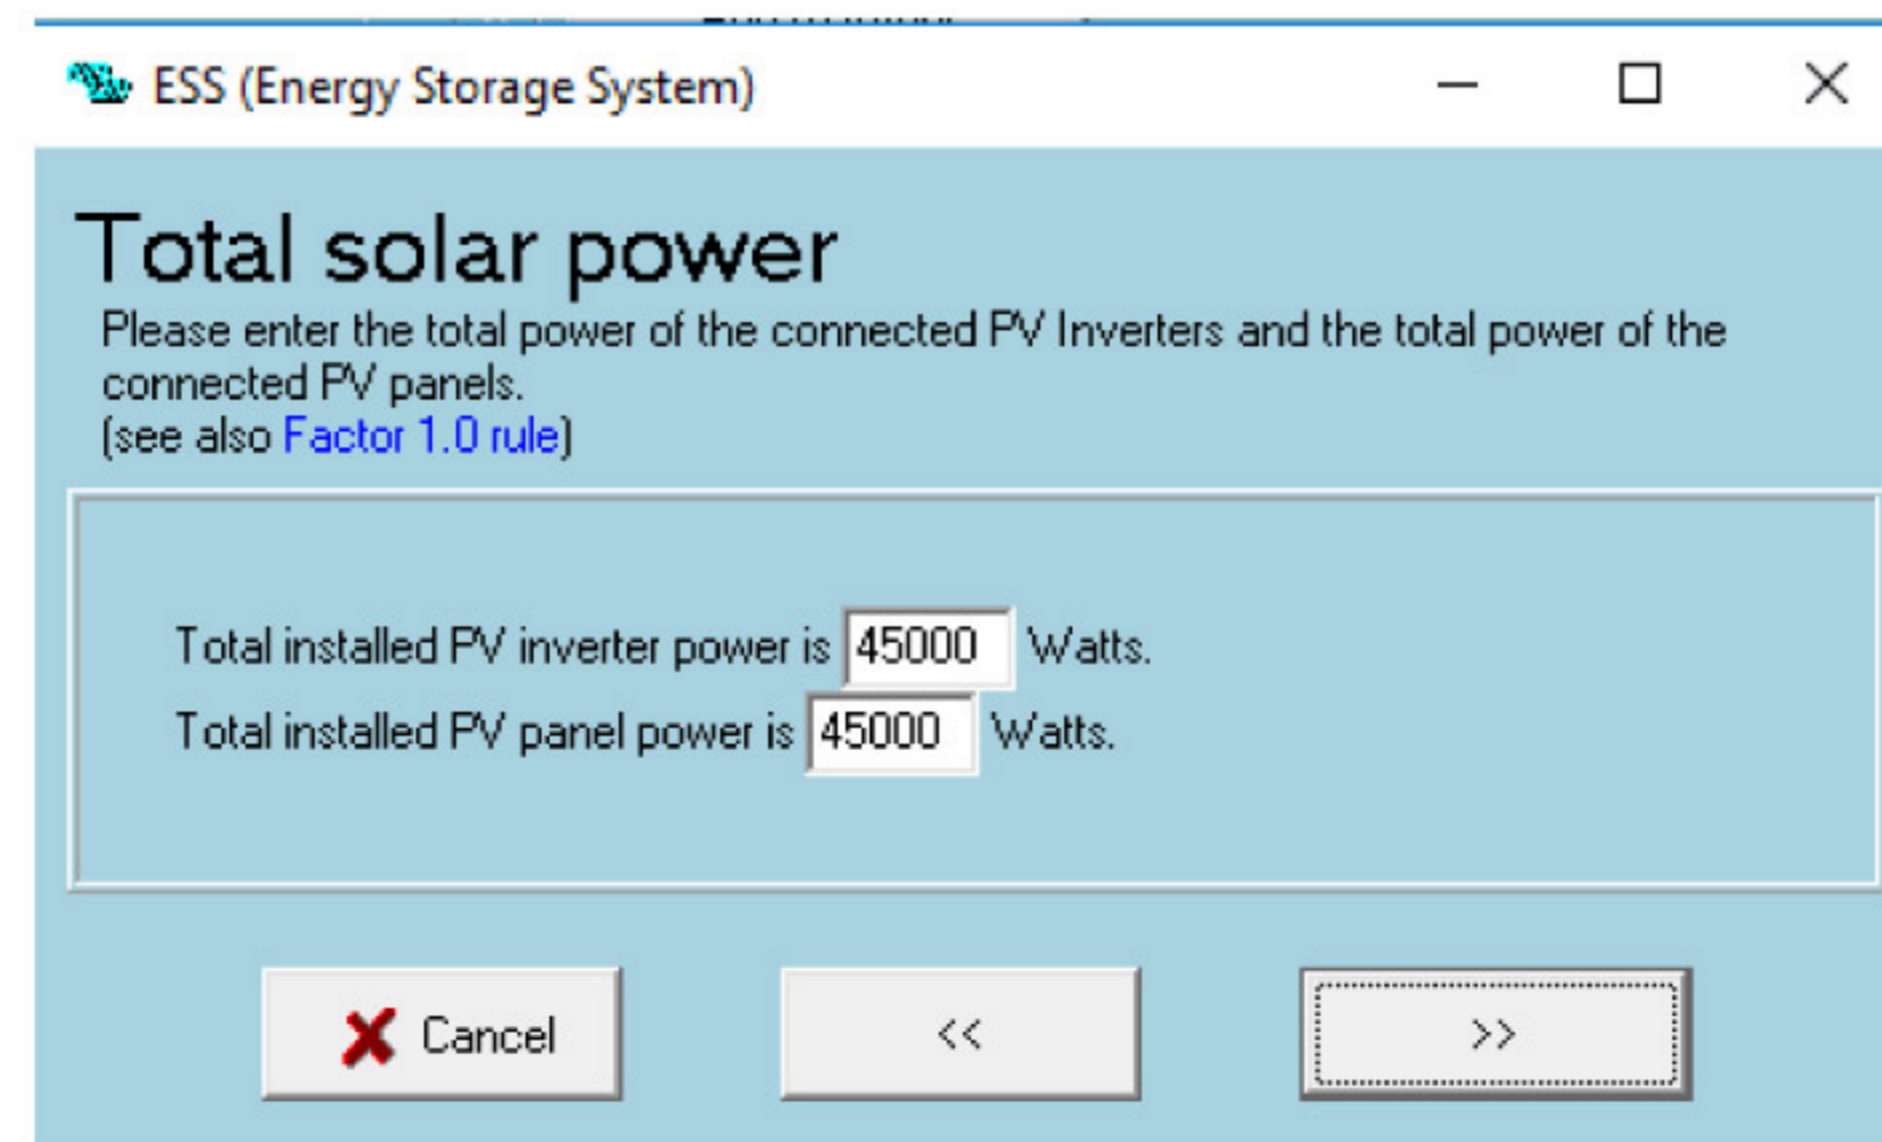 ESS (Energy Storage System)
Total solar power
Please enter the total power of the connected PV Inverters and the total power of the
connected PV panels.
(see also Factor 1.0 rule)
Total installed PV inverter power is 45000 Watts.
Total installed PV panel power is 45000 Watts.
Cancel
<<
>>